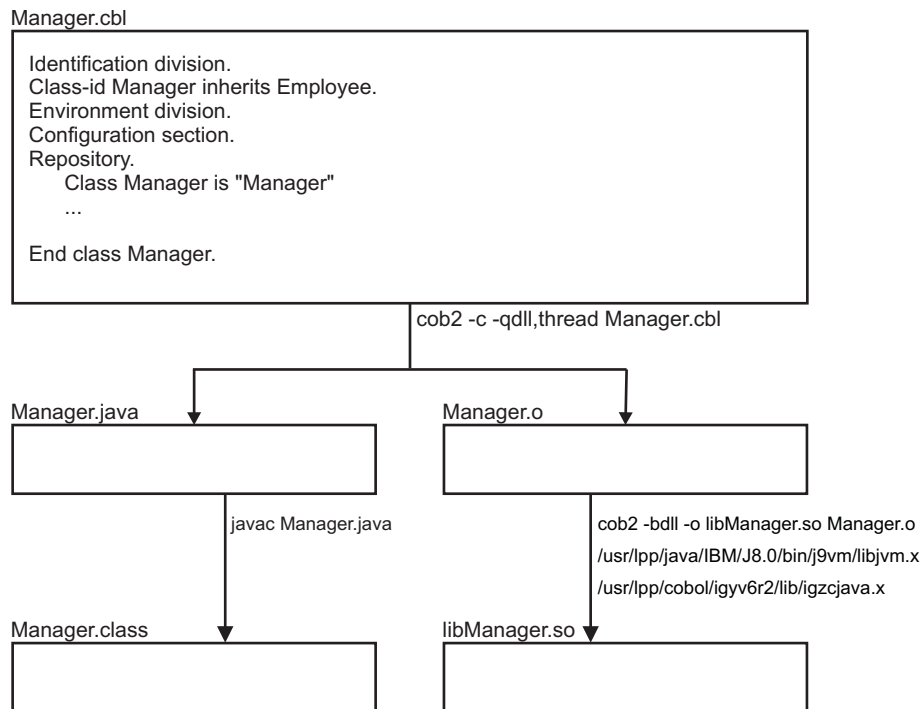 Manager.cbl
Identification division.
Class-id Manager inherits Employee.
Environment division.
Configuration section.
Repository.
Class Manager is "Manager"
...
End class Manager.
cob2 -c -qdll,thread Manager.cbl
Manager.java
Manager.o
javac Manager.java
cob2 -bdll -o libManager.so Manager.o
/usr/lpp/java/IBM/J8.0/bin/j9vm/libjvm.x
/usr/lpp/cobol/igyv6r2/lib/igzcjava.x
Manager.class
libManager.so